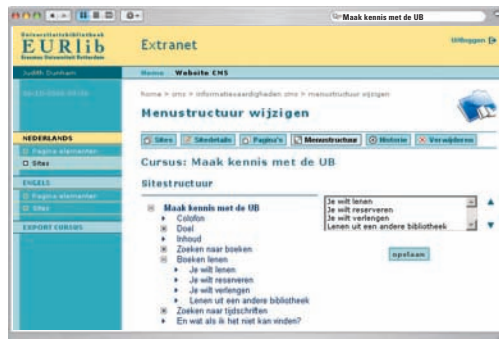 Maak kennis met de UB
Universiteitsbibliotheek
EURlib
Erasmus Universiteit Rotterdam
Extranet
Uitloggen
Judith Dunham
Home Website CMS
home > cms > informatievaardigheden cms > menustructuur wijzigen
Menustructuur wijzigen
NEDERLANDS
Pagina elementen
Sites
ENGELS
Pagina elementen
Sites
EXPORT CURSUS
Sites Sitedetails Pagina's Menustructuur Historie Verwijderen
Cursus: Maak kennis met de UB
Sitestructuur
Maak kennis met de UB
Colofon
Doel
Inhoud
Zoeken naar boeken
Boeken lenen
Je wilt lenen
Je wilt reserveren
Je wilt verlengen
Lenen uit een andere bibliotheek
Zoeken naar tijdschriften
En wat als ik het niet kan vinden?
Je wilt lenen
Je wilt reserveren
Je wilt verlengen
Lenen uit een andere bibliotheek
opslaan